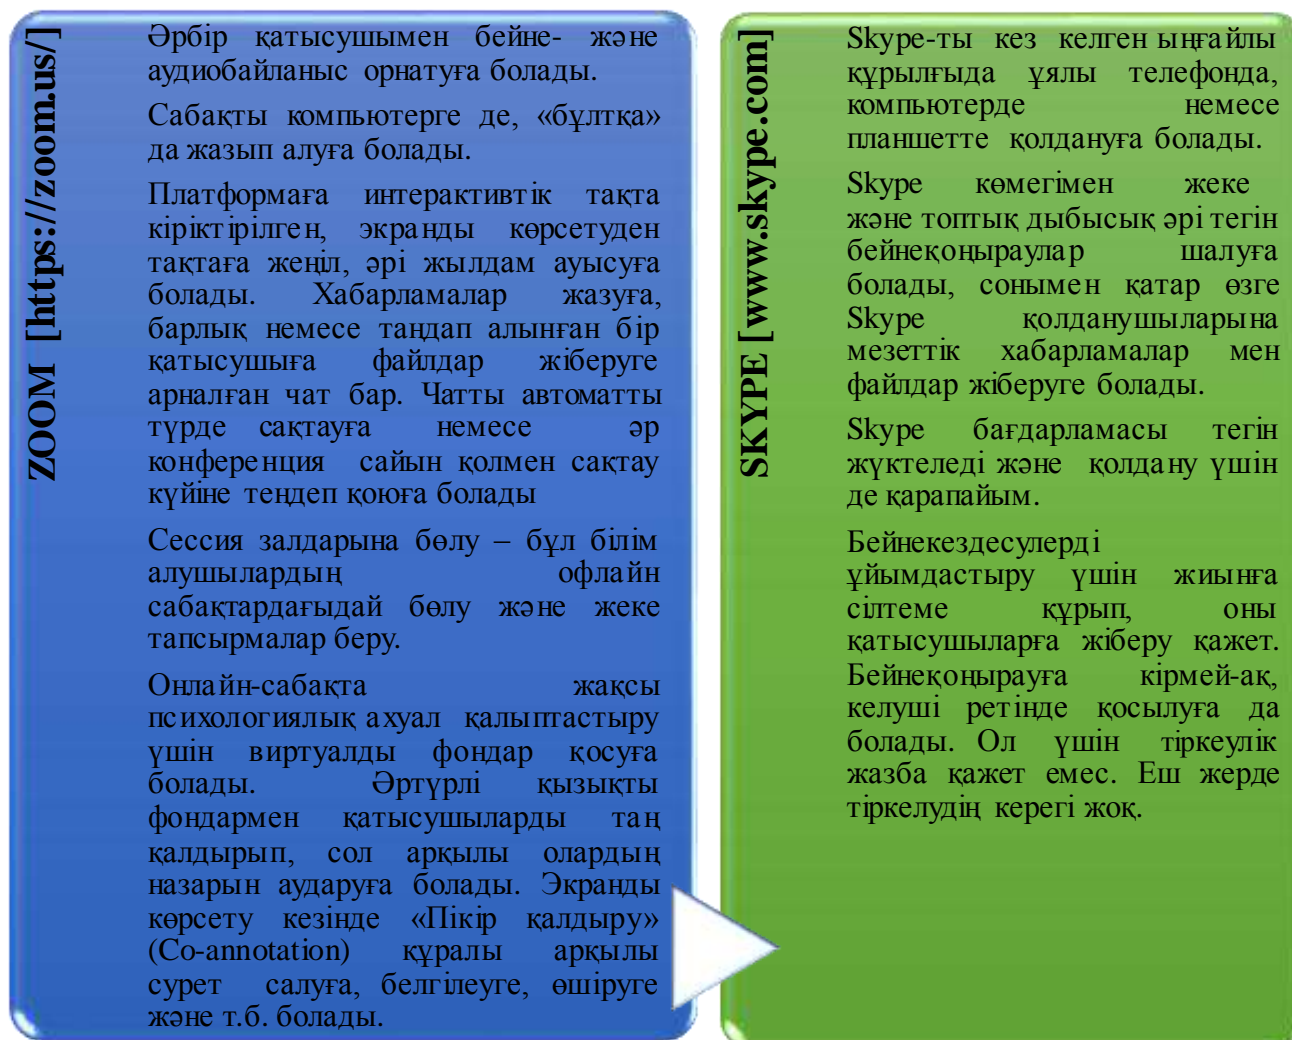 ZOOM [https://zoom.us/]
Әрбір қатысушымен бейне- және
аудиобайланыс орнатуға болады.
Сабақты компьютерге де, «бұлтқа»
да жазып алуға болады.
Платформаға интерактивтік тақта
кіріктірілген, экранды көрсетуден
тақтаға жеңіл, әрі жылдам ауысуға
болады. Хабарламалар жазуға,
барлық немесе таңдап алынған бір
қатысушыға файлдар жіберуге
арналған чат бар. Чатты автоматты
түрде сақтауға немесе әр
конференция сайын қолмен сақтау
күйіне теңдеп қоюға болады
Сессия залдарына бөлу – бұл білім
алушылардың офлайн
сабақтардағыдай бөлу және жеке
тапсырмалар беру.
Онлайн-сабақта жақсы
психологиялық ахуал қалыптастыру
үшін виртуалды фондар қосуға
болады. Әртүрлі қызықты
фондармен қатысушыларды таң
қалдырып, сол арқылы олардың
назарын аударуға болады. Экранды
көрсету кезінде «Пікір қалдыру»
(Co-annotation) құралы арқылы
сурет салуға, белгілеуге, өшіруге
және т.б. болады.
SKYPE [www.skype.com]
Skype-ты кез келген ыңғайлы
құрылғыда ұялы телефонда,
компьютерде немесе
планшетте қолдануға болады.
Skype көмегімен жеке
және топтық дыбысық әрі тегін
бейнеқоңыраулар шалуға
болады, сонымен қатар өзге
Skype қолданушыларына
мезеттік хабарламалар мен
файлдар жіберуге болады.
Skype бағдарламасы тегін
жүктеледі және қолдану үшін
де қарапайым.
Бейнекездесулерді
ұйымдастыру үшін жиынға
сілтеме құрып, оны
қатысушыларға жіберу қажет.
Бейнеқоңырауға кірмей-ақ,
келуші ретінде қосылуға да
болады. Ол үшін тіркеулік
жазба қажет емес. Еш жерде
тіркелудің керегі жоқ.